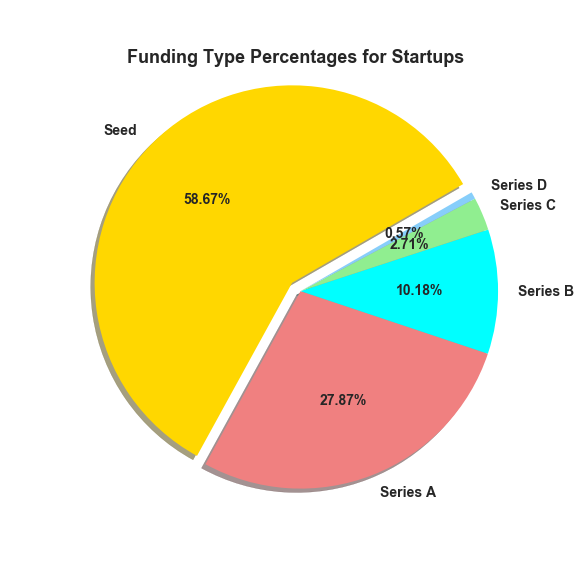 Funding Type Percentages for Startups
Seed
58.67%
Series D
0.57%
Series C
2.71%
Series B
10.18%
Series A
27.87%